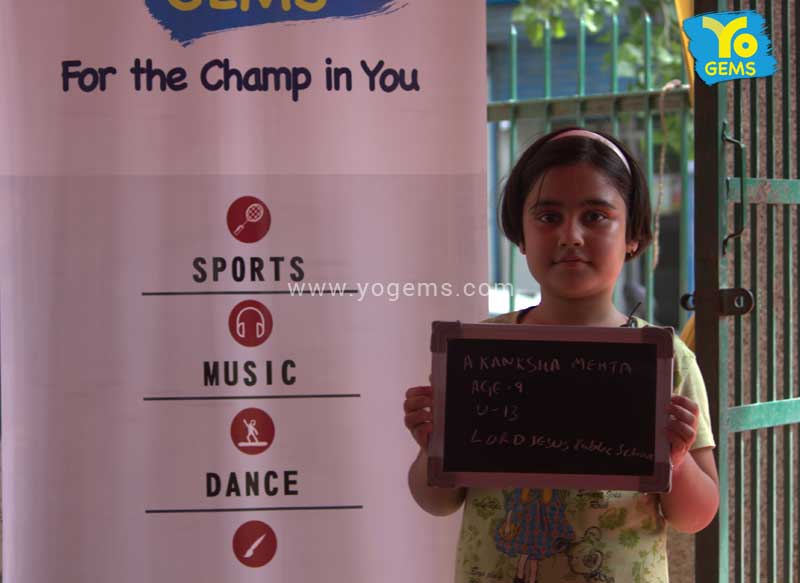 GEMS
For the Champ in You
SPORTS
MUSIC
DANCE
www.yogems.com
Yo
GEMS
AKANKSHA MEHTA
AGE - 9
U-13
LORD JESUS Public School